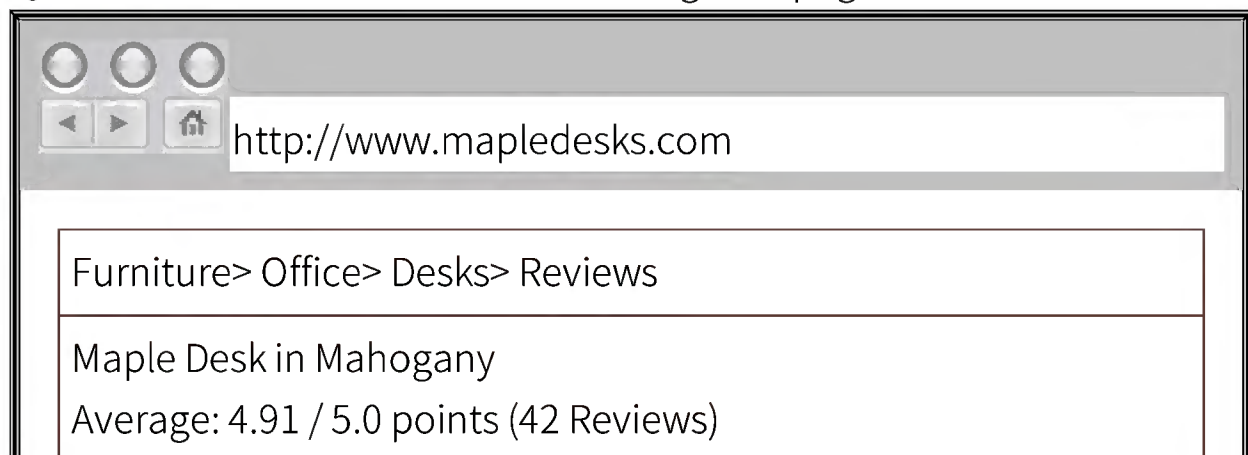 http://www.mapledesks.com
Furniture> Office> Desks> Reviews
Maple Desk in Mahogany
Average: 4.91 / 5.0 points (42 Reviews)